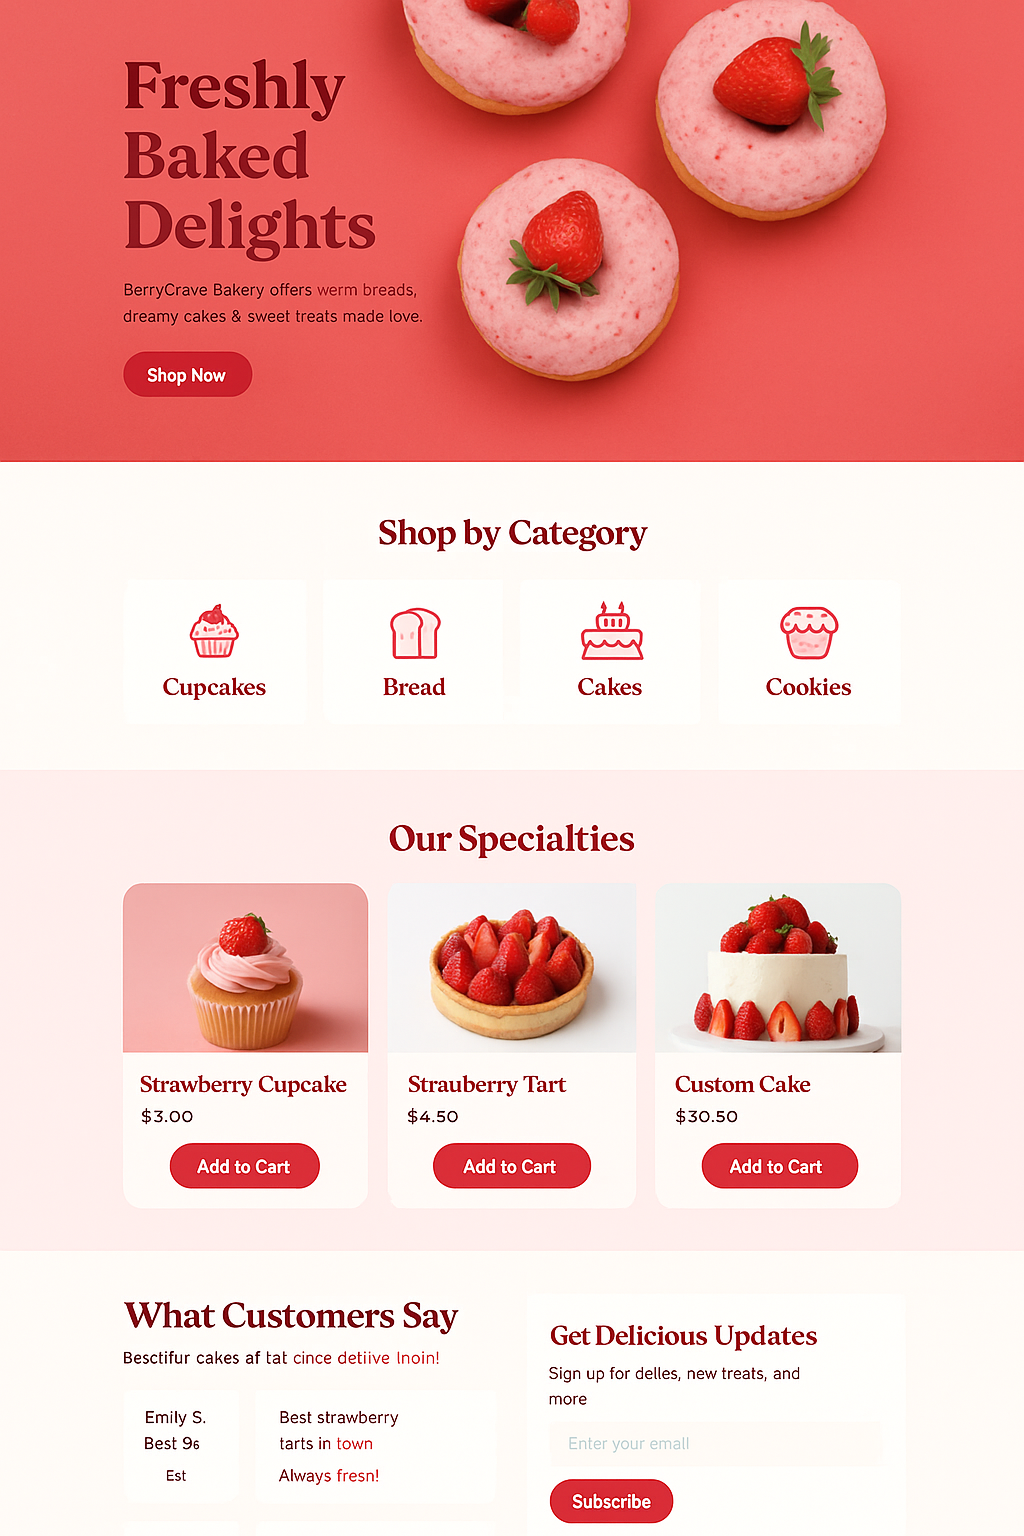 Freshly
Baked
Delights
BerryCrave Bakery offers werm breads,
dreamy cakes & sweet treats made love.
Shop Now
Shop by Category
Cupcakes
Bread
Cakes
Cookies
Our Specialties
Strawberry Cupcake
$3.00
Add to Cart
Strauberry Tart
$4.50
Add to Cart
Custom Cake
$30.50
Add to Cart
What Customers Say
Besctifur cakes af tat cince detiive Inoin!
Emily S.
Best 96
Est
Best strawberry
tarts in town
Always fresn!
Get Delicious Updates
Sign up for delles, new treats, and
more
Enter your emall
Subscribe